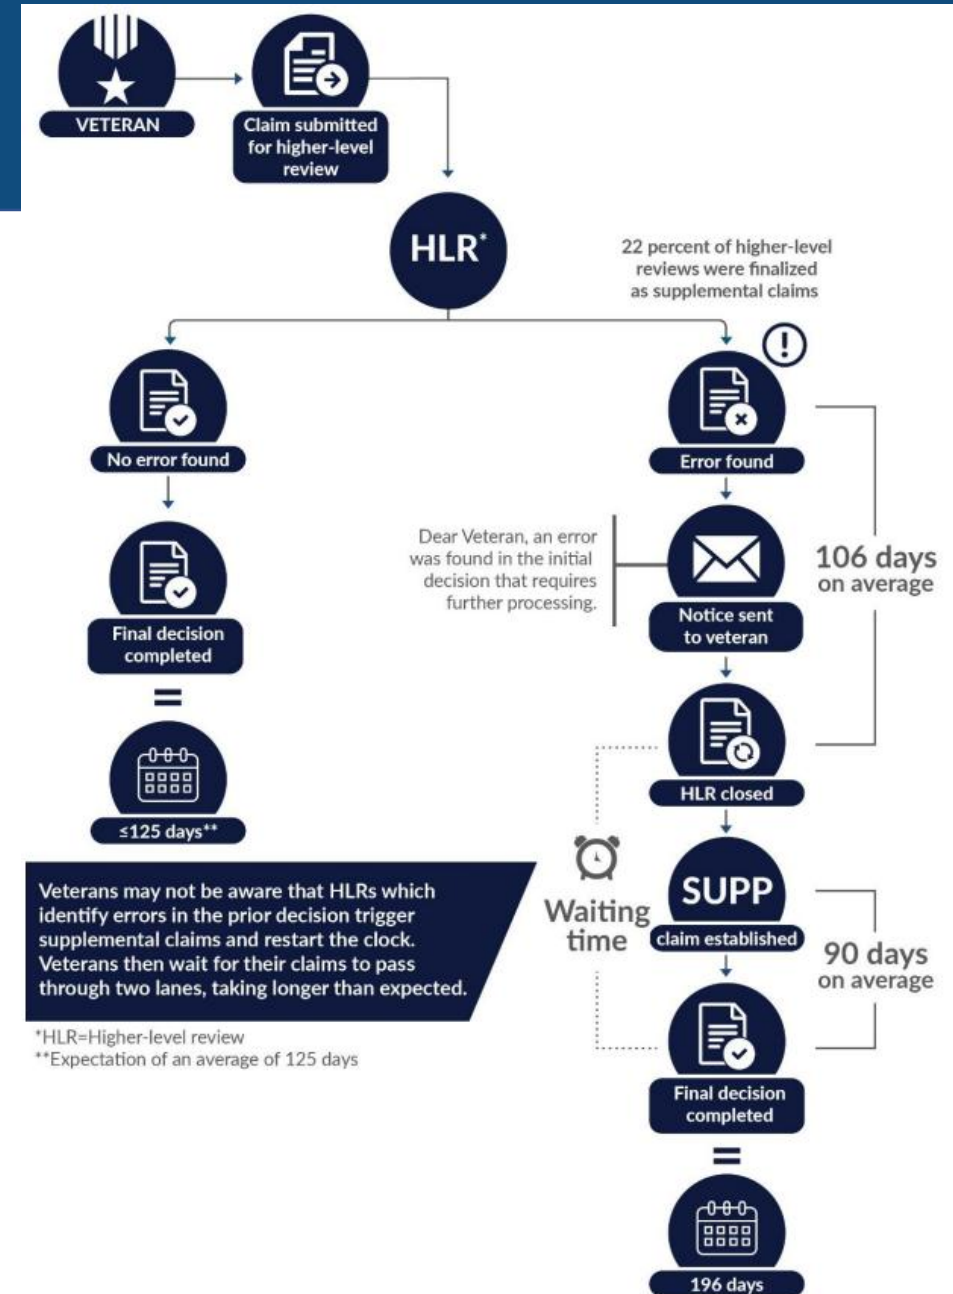 VETERAN
Claim submitted
for higher-level
review
HLR*
22 percent of higher-level
reviews were finalized
as supplemental claims
!
No error found
Final decision
completed
=
≤125 days**
Error found
Dear Veteran, an error
was found in the initial
decision that requires
further processing.
Notice sent
to veteran
106 days
on average
HLR closed
Waiting
time
SUPP
claim established
90 days
on average
Final decision
completed
=
196 days
Veterans may not be aware that HLRs which
identify errors in the prior decision trigger
supplemental claims and restart the clock.
Veterans then wait for their claims to pass
through two lanes, taking longer than expected.
*HLR=Higher-level review
**Expectation of an average of 125 days